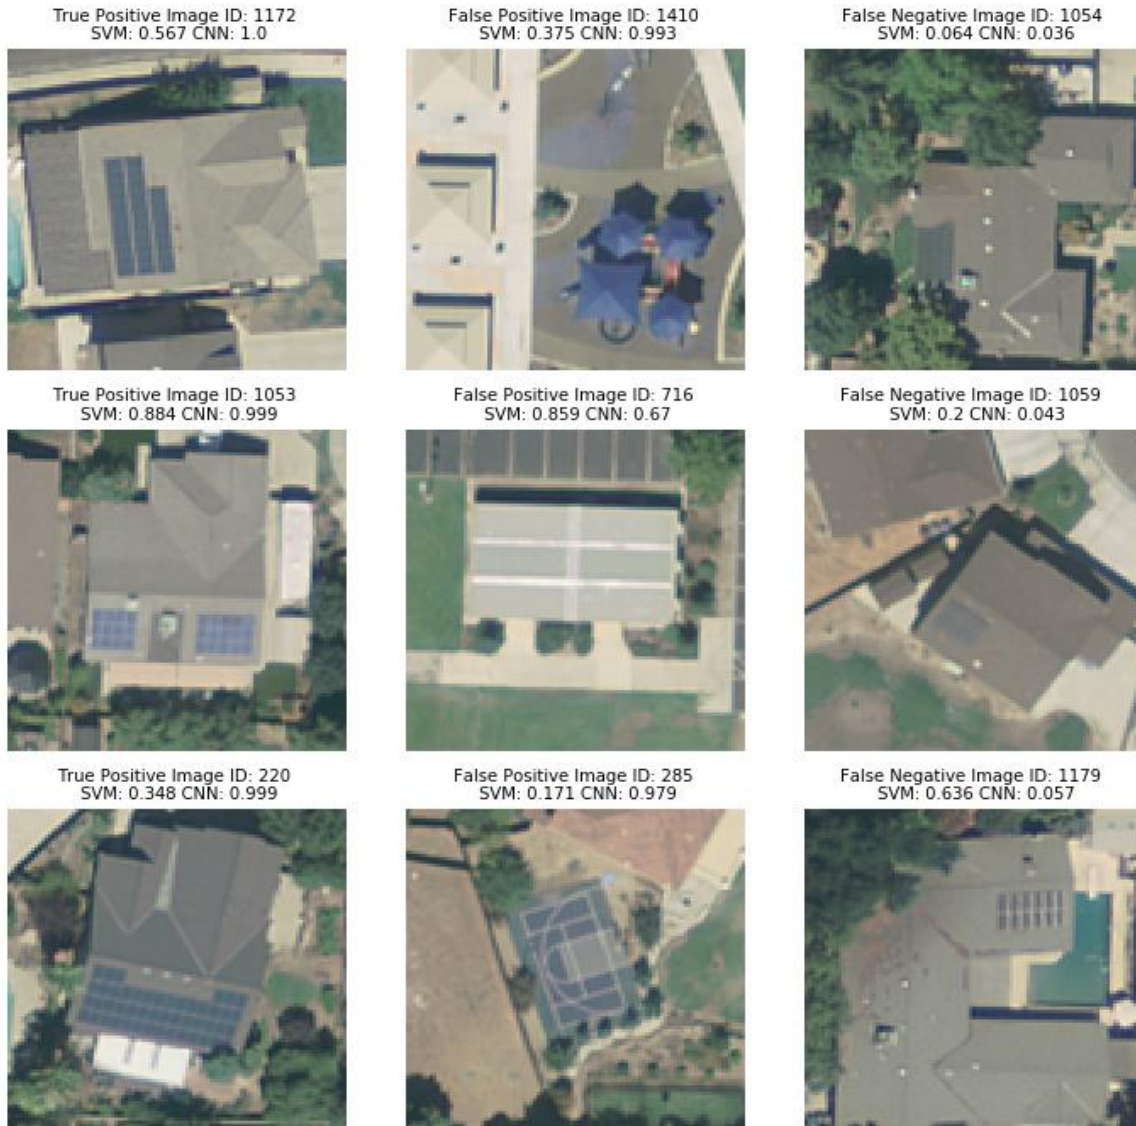 True Positive Image ID: 1172
SVM: 0.567 CNN: 1.0
False Positive Image ID: 1410
SVM: 0.375 CNN: 0.993
False Negative Image ID: 1054
SVM: 0.064 CNN: 0.036
True Positive Image ID: 1053
SVM: 0.884 CNN: 0.999
False Positive Image ID: 716
SVM: 0.859 CNN: 0.67
False Negative Image ID: 1059
SVM: 0.2 CNN: 0.043
True Positive Image ID: 220
SVM: 0.348 CNN: 0.999
False Positive Image ID: 285
SVM: 0.171 CNN: 0.979
False Negative Image ID: 1179
SVM: 0.636 CNN: 0.057